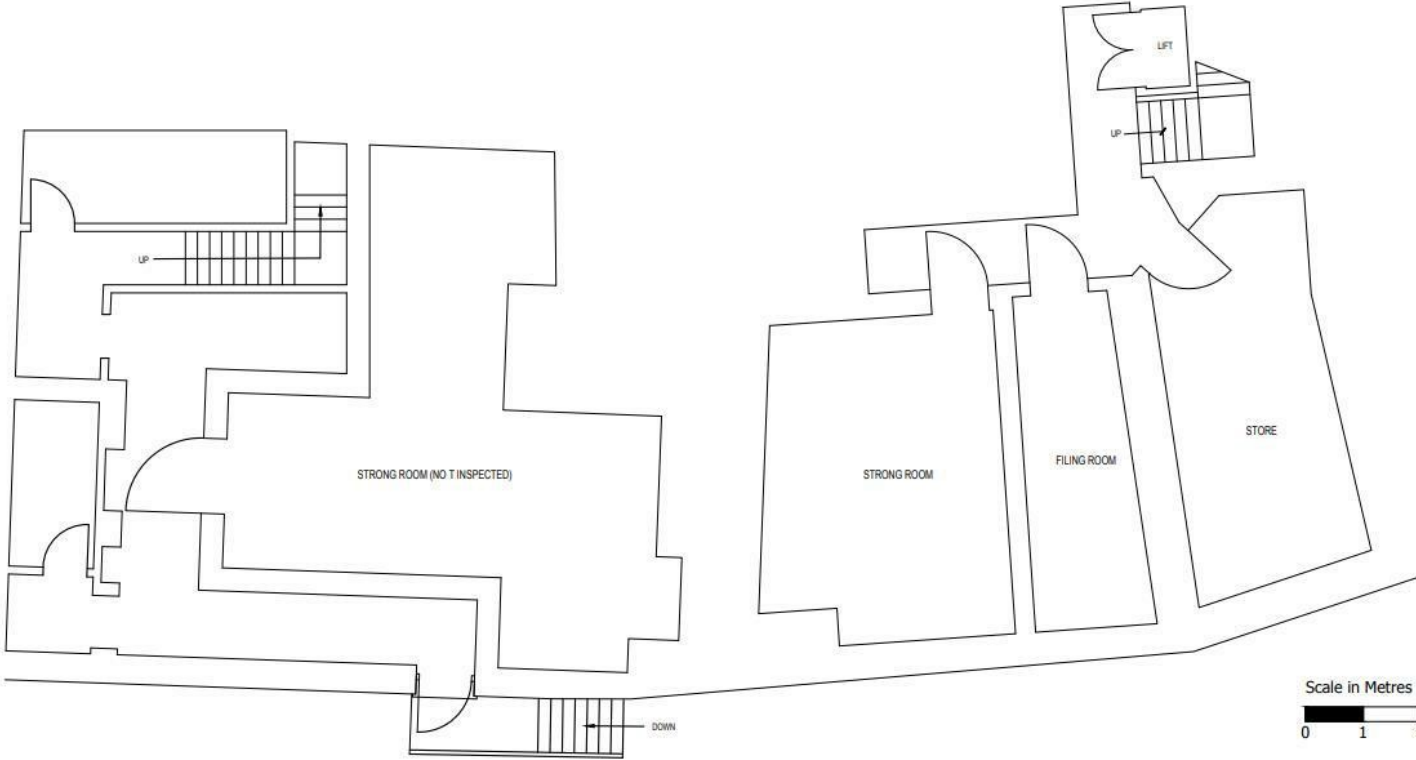 LIFT
UP
UP
STORE
FILING ROOM
STRONG ROOM (NO T INSPECTED)
STRONG ROOM
Scale in Metres
DOWN
0 1